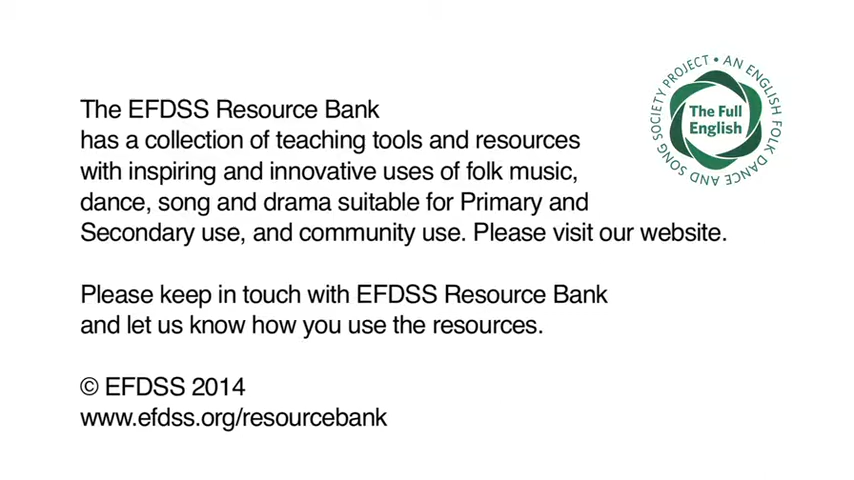 The EFDSS Resource Bank
has a collection of teaching tools and resources
with inspiring and innovative uses of folk music,
dance, song and drama suitable for Primary and
Secondary use, and community use. Please visit our website.
Please keep in touch with EFDSS Resource Bank
and let us know how you use the resources.
© EFDSS 2014
www.efdss.org/resourcebank
The Full
English
AN ENGLISH FOLK DANCE AND SONG SOCIETY PROJECT •